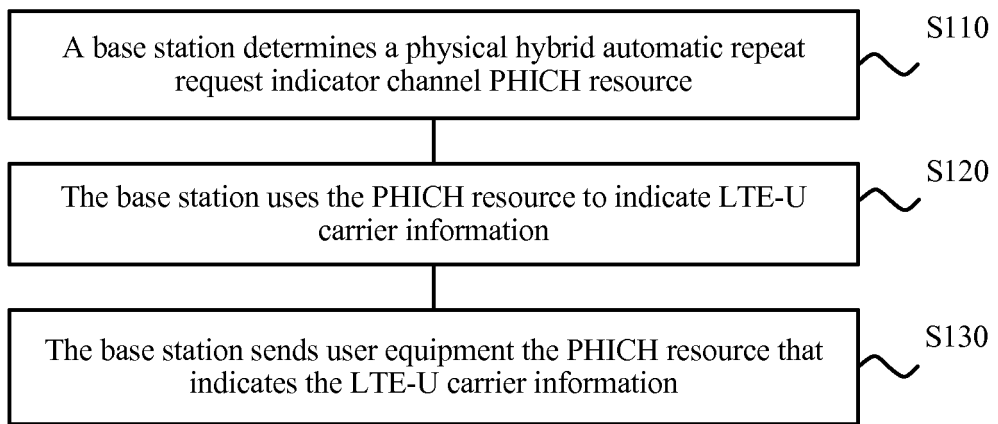 A base station determines a physical hybrid automatic repeat
request indicator channel PHICH resource
S110
The base station uses the PHICH resource to indicate LTE-U
carrier information
S120
The base station sends user equipment the PHICH resource that
indicates the LTE-U carrier information
S130